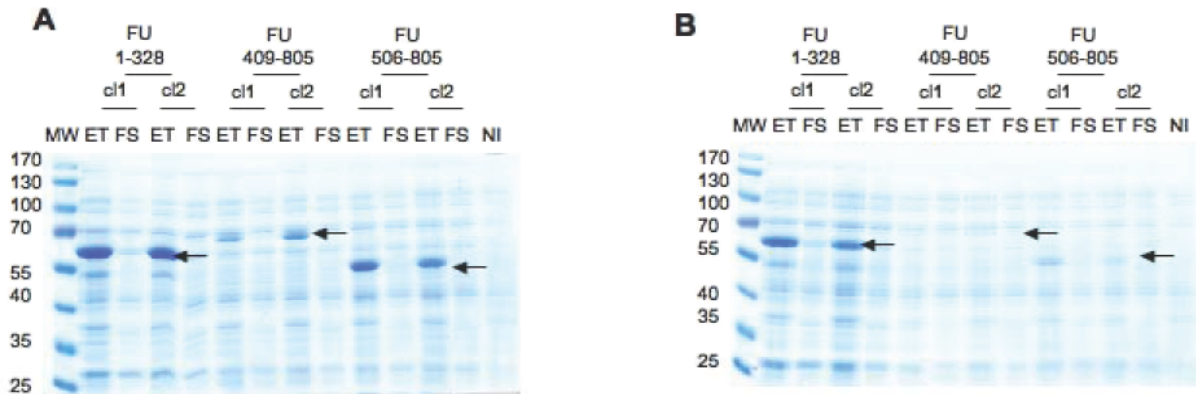 A
FU FU FU
1-328 409-805 506-805
cl1 cl2 cl1 cl2 cl1 cl2
MW ET FS ET FS ET FS ET FS ET FS ET FS NI
170
130
100
70
55
40
35
25
B
FU FU FU
1-328 409-805 506-805
cl1 cl2 cl1 cl2 cl1 cl2
MW ET FS ET FS ET FS ET FS ET FS ET FS NI
170
130
100
70
55
40
35
25